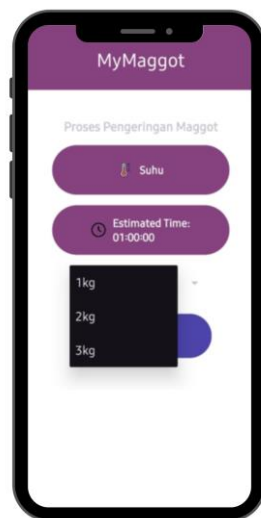 MyMaggot
Proses Pengeringan Maggot
Suhu
Estimated Time:
01:00:00
1kg
2kg
3kg